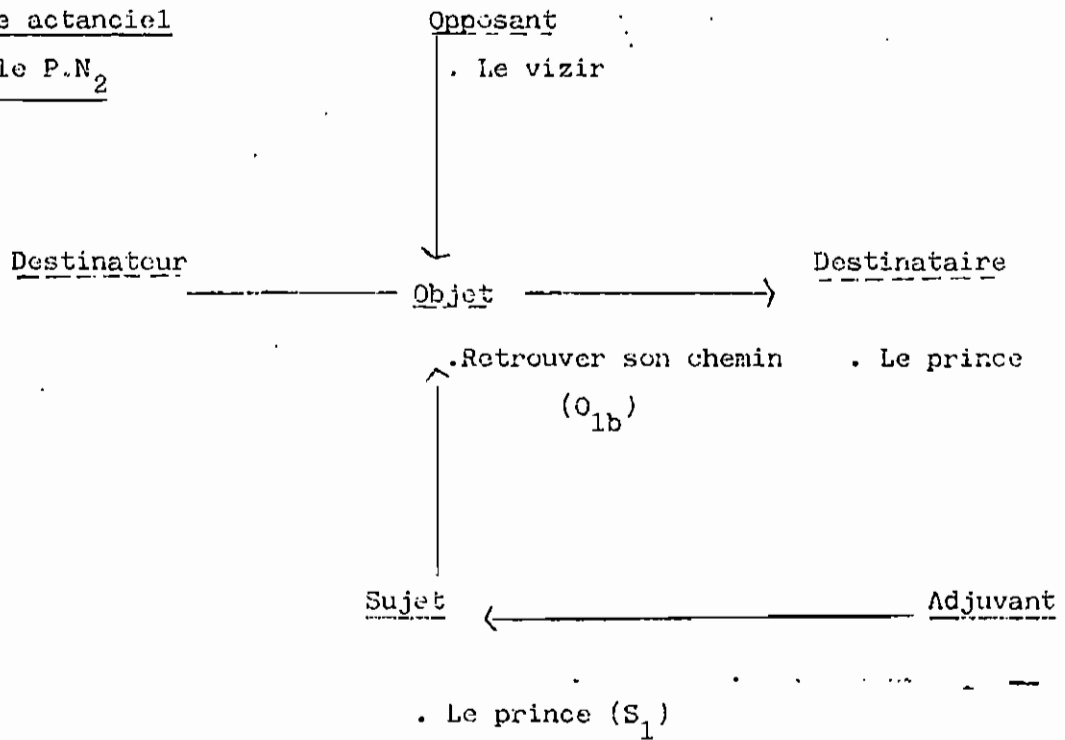 e actanciel
le P.N2
Opposant
. Le vizir
Destinateur
Objet
Destinataire
.Retrouver son chemin
. Le prince
(O1b)
Sujet
Adjuvant
. Le prince (S1)